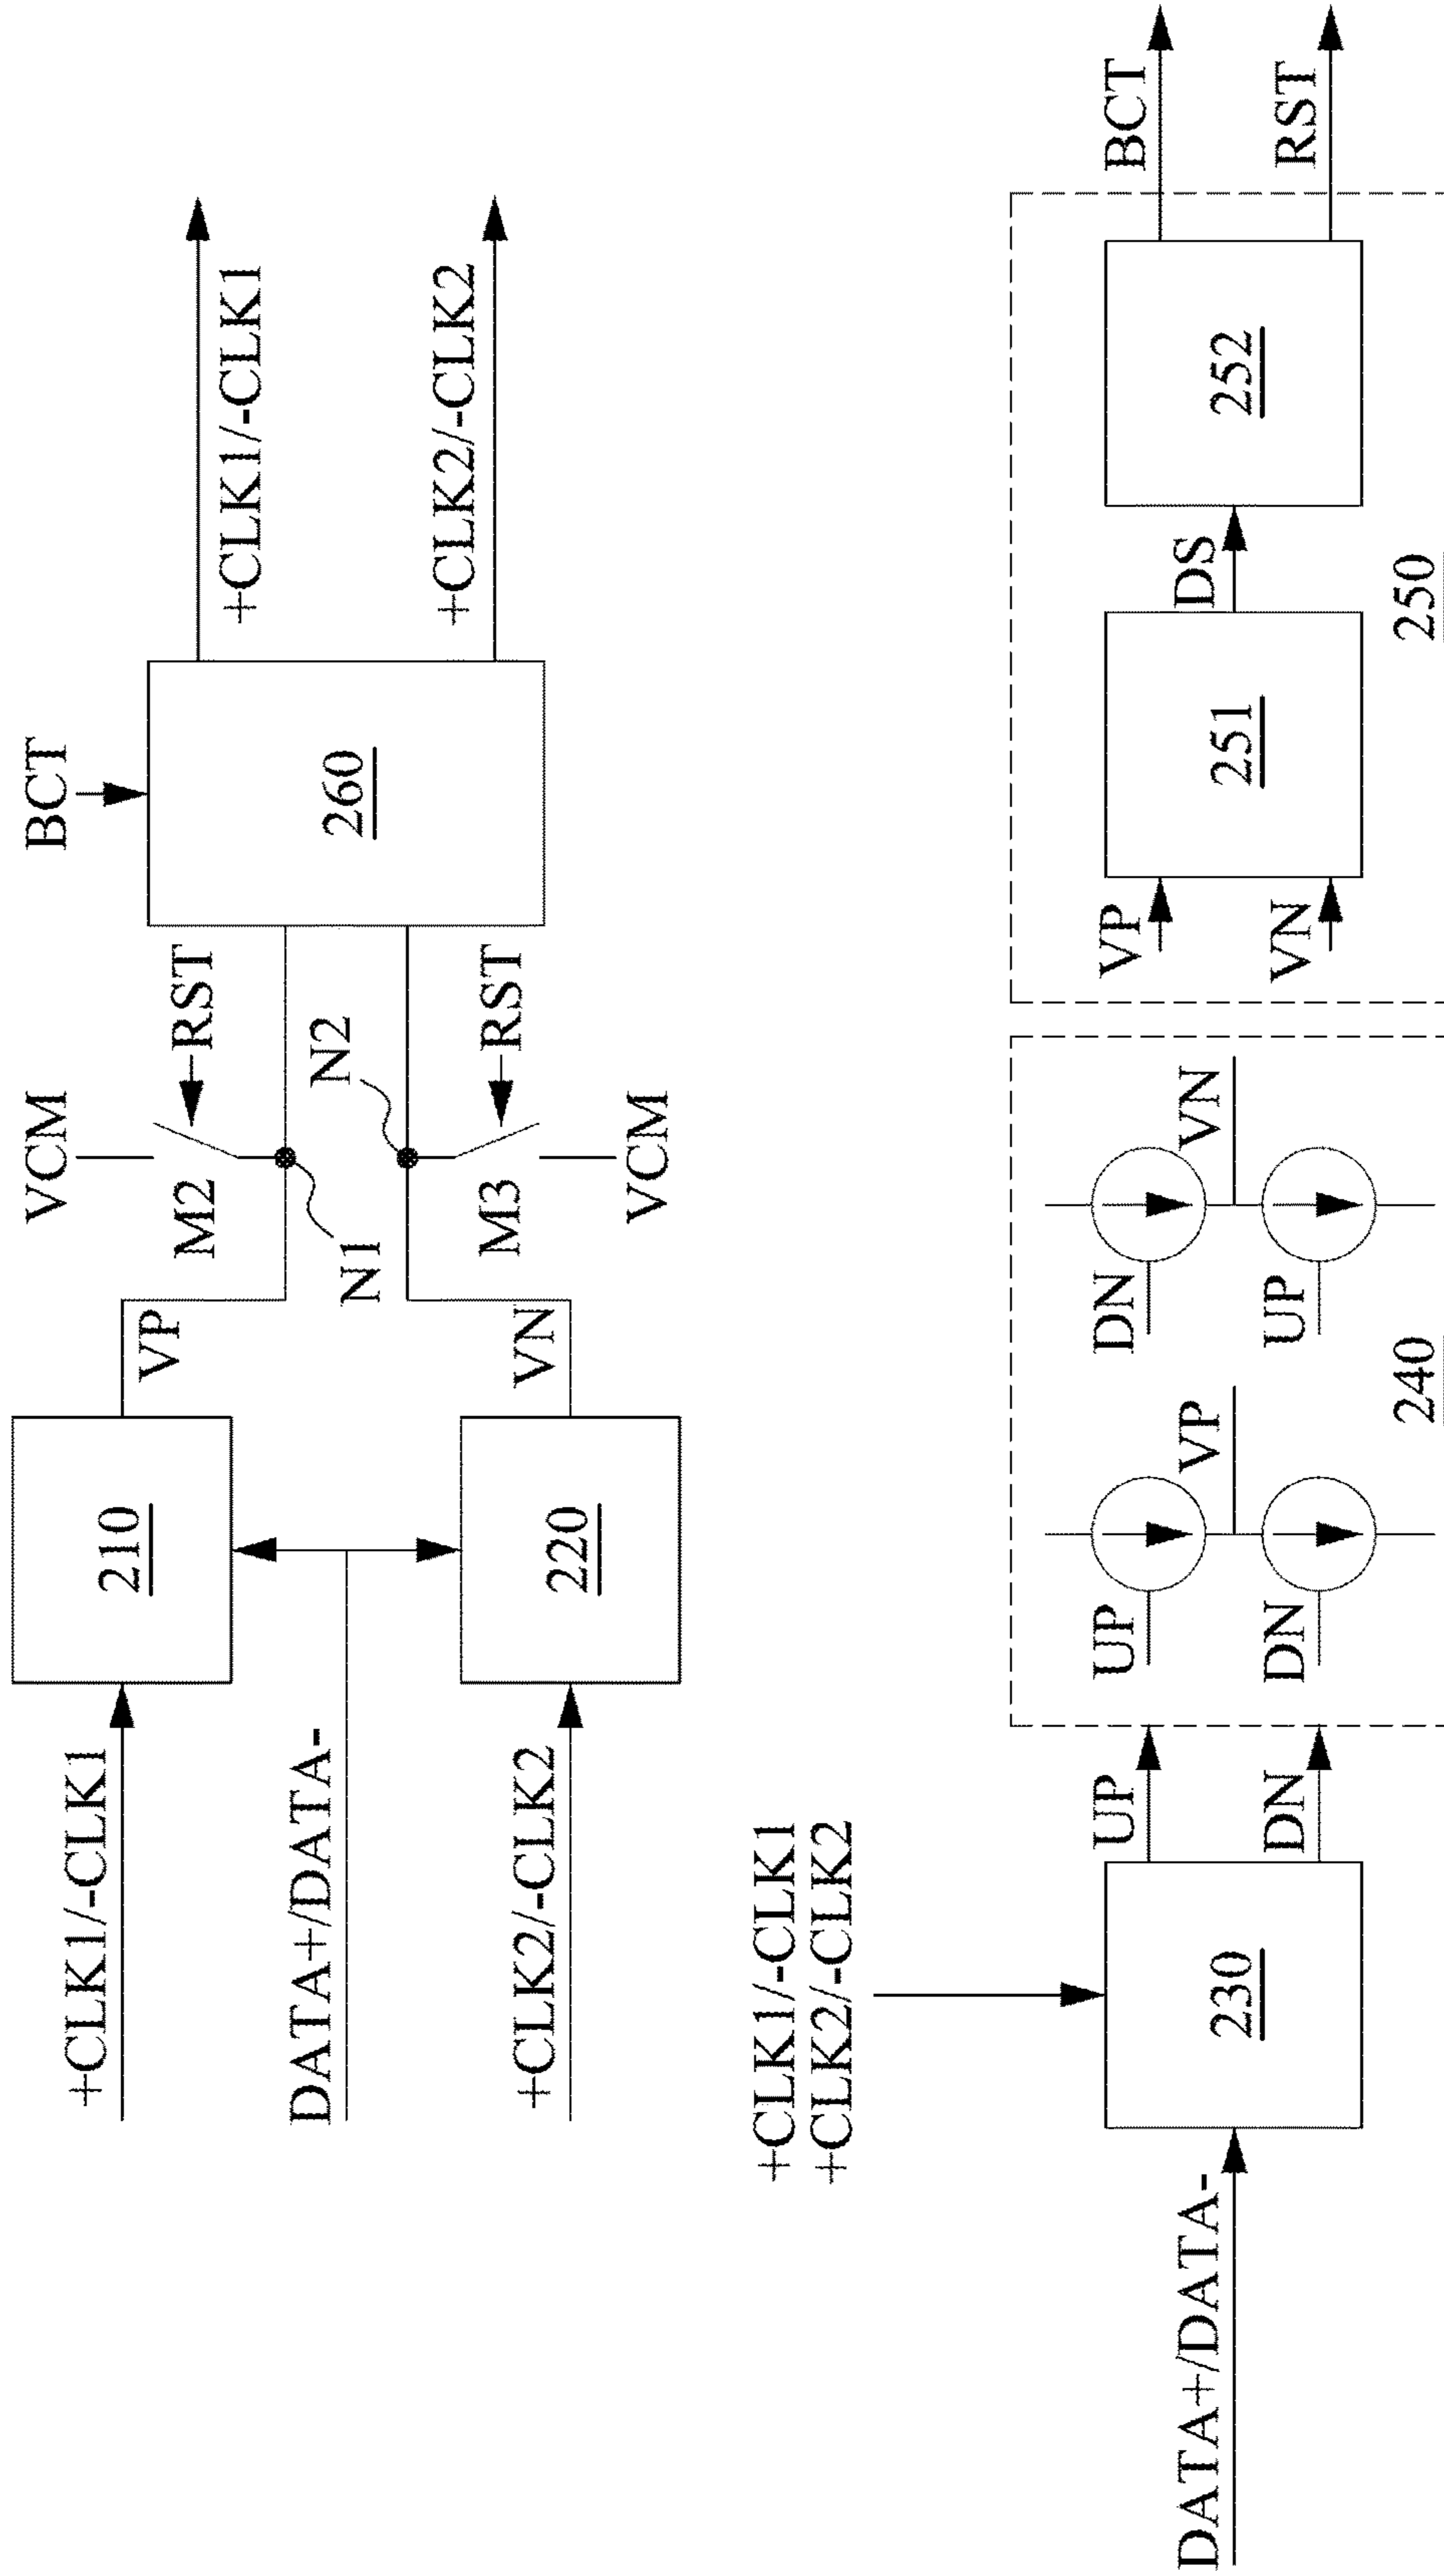 +CLK1/-CLK1
DATA+/DATA-
+CLK2/-CLK2
210
220
VP
VN
VCM
M2
RST
N1
N2
M3
RST
VCM
BCT
260
+CLK1/-CLK1
+CLK2/-CLK2
DATA+/DATA-
+CLK1/-CLK1
+CLK2/-CLK2
230
UP
DN
UP
DN
VP
DN
UP
VN
240
VP
VN
251
DS
252
250
BCT
RST